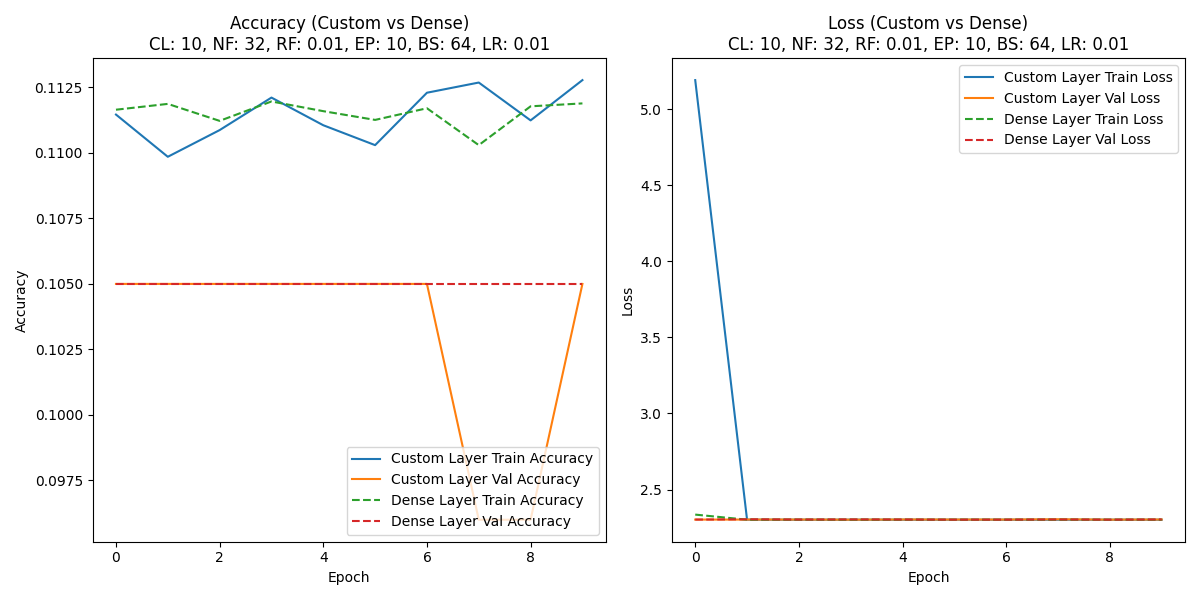 Accuracy (Custom vs Dense)
CL: 10, NF: 32, RF: 0.01, EP: 10, BS: 64, LR: 0.01
0.1125
0.1100
0.1075
0.1050
0.1025
0.1000
0.0975
Accuracy
Custom Layer Train Accuracy
Custom Layer Val Accuracy
Dense Layer Train Accuracy
Dense Layer Val Accuracy
0 2 4 6 8
Epoch
Loss (Custom vs Dense)
CL: 10, NF: 32, RF: 0.01, EP: 10, BS: 64, LR: 0.01
Custom Layer Train Loss
Custom Layer Val Loss
Dense Layer Train Loss
Dense Layer Val Loss
5.0
4.5
4.0
3.5
3.0
2.5
Loss
0 2 4 6 8
Epoch